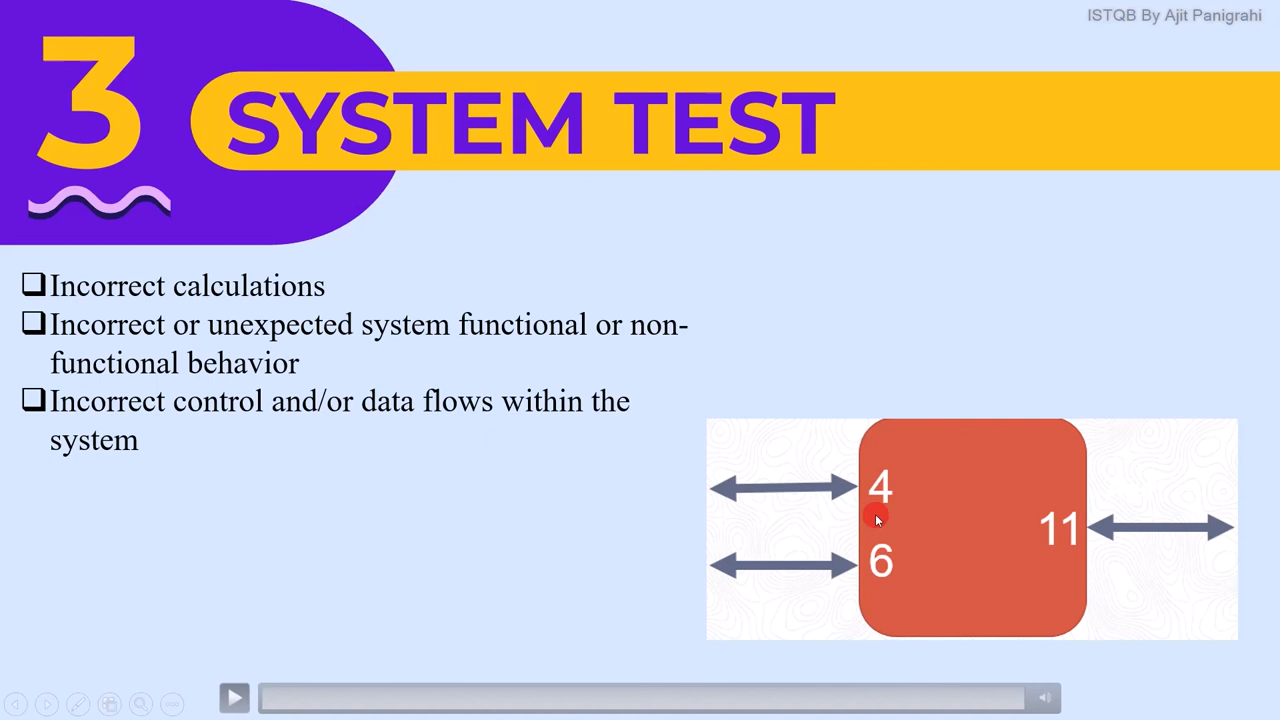 ISTQB By Ajit Panigrahi
3
SYSTEM TEST
Incorrect calculations
Incorrect or unexpected system functional or non-
functional behavior
Incorrect control and/or data flows within the
system
4
11
6